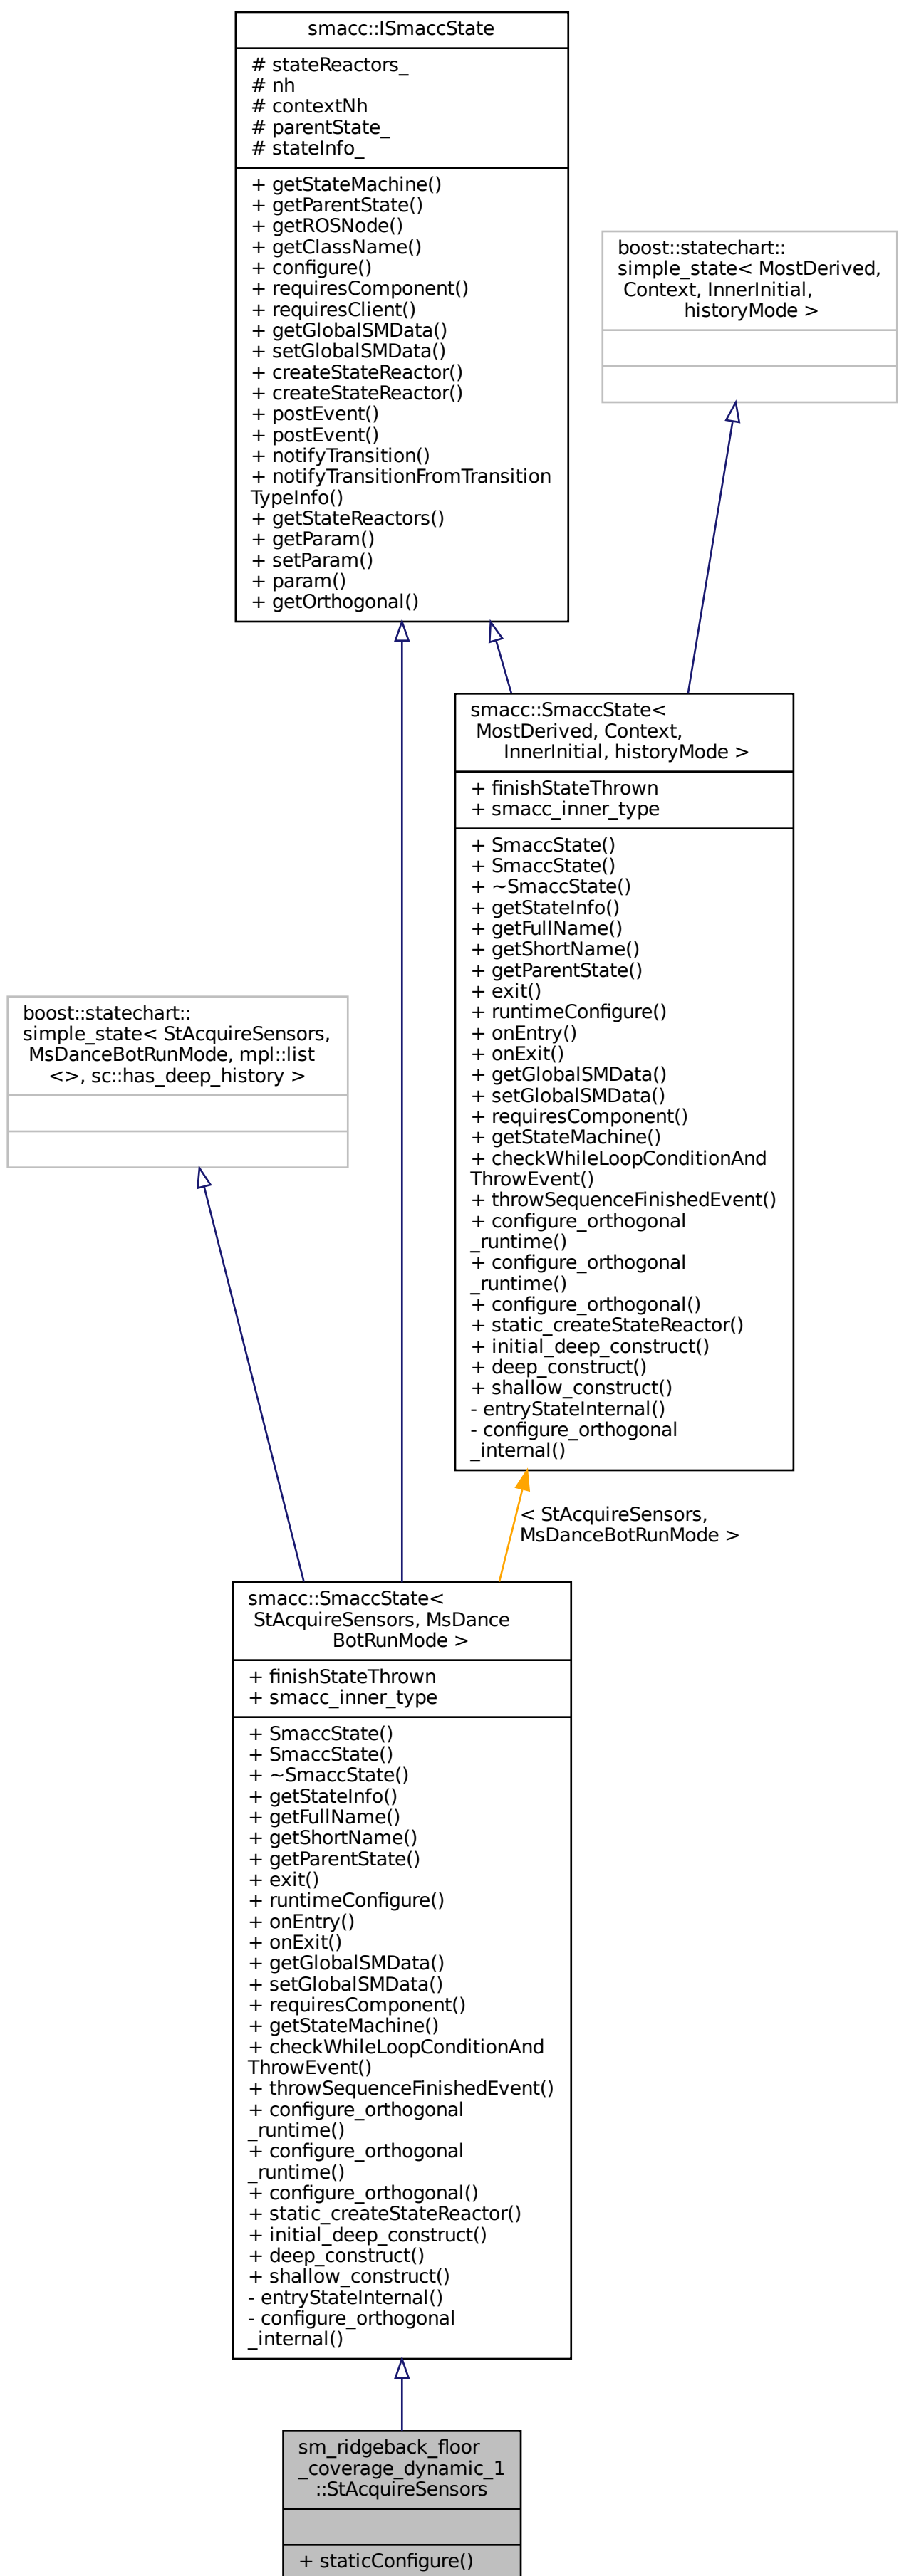 smacc::ISmaccState
# stateReactors_
# nh
# contextNh
# parentState_
# stateInfo_
+ getStateMachine()
+ getParentState()
+ getROSNode()
+ getClassName()
+ configure()
+ requiresComponent()
+ requiresClient()
+ getGlobalSMData()
+ setGlobalSMData()
+ createStateReactor()
+ createStateReactor()
+ postEvent()
+ postEvent()
+ notifyTransition()
+ notifyTransitionFromTransition
TypeInfo()
+ getStateReactors()
+ getParam()
+ setParam()
+ param()
+ getOrthogonal()
boost::statechart::
simple_state< MostDerived,
Context, InnerInitial,
historyMode >
smacc::SmaccState<
MostDerived, Context,
InnerInitial, historyMode >
+ finishStateThrown
+ smacc_inner_type
+ SmaccState()
+ SmaccState()
+ ~SmaccState()
+ getStateInfo()
+ getFullName()
+ getShortName()
+ getParentState()
+ exit()
+ runtimeConfigure()
+ onEntry()
+ onExit()
+ getGlobalSMData()
+ setGlobalSMData()
+ requiresComponent()
+ getStateMachine()
+ checkWhileLoopConditionAnd
ThrowEvent()
+ throwSequenceFinishedEvent()
+ configure_orthogonal
_runtime()
+ configure_orthogonal
_runtime()
+ configure_orthogonal()
+ static_createStateReactor()
+ initial_deep_construct()
+ deep_construct()
+ shallow_construct()
- entryStateInternal()
- configure_orthogonal
_internal()
boost::statechart::
simple_state< StAcquireSensors,
MsDanceBotRunMode, mpl::list
<>, sc::has_deep_history >
< StAcquireSensors,
MsDanceBotRunMode >
smacc::SmaccState<
StAcquireSensors, MsDance
BotRunMode >
+ finishStateThrown
+ smacc_inner_type
+ SmaccState()
+ SmaccState()
+ ~SmaccState()
+ getStateInfo()
+ getFullName()
+ getShortName()
+ getParentState()
+ exit()
+ runtimeConfigure()
+ onEntry()
+ onExit()
+ getGlobalSMData()
+ setGlobalSMData()
+ requiresComponent()
+ getStateMachine()
+ checkWhileLoopConditionAnd
ThrowEvent()
+ throwSequenceFinishedEvent()
+ configure_orthogonal
_runtime()
+ configure_orthogonal
_runtime()
+ configure_orthogonal()
+ static_createStateReactor()
+ initial_deep_construct()
+ deep_construct()
+ shallow_construct()
- entryStateInternal()
- configure_orthogonal
_internal()
sm_ridgeback_floor
_coverage_dynamic_1
::StAcquireSensors
+ staticConfigure()